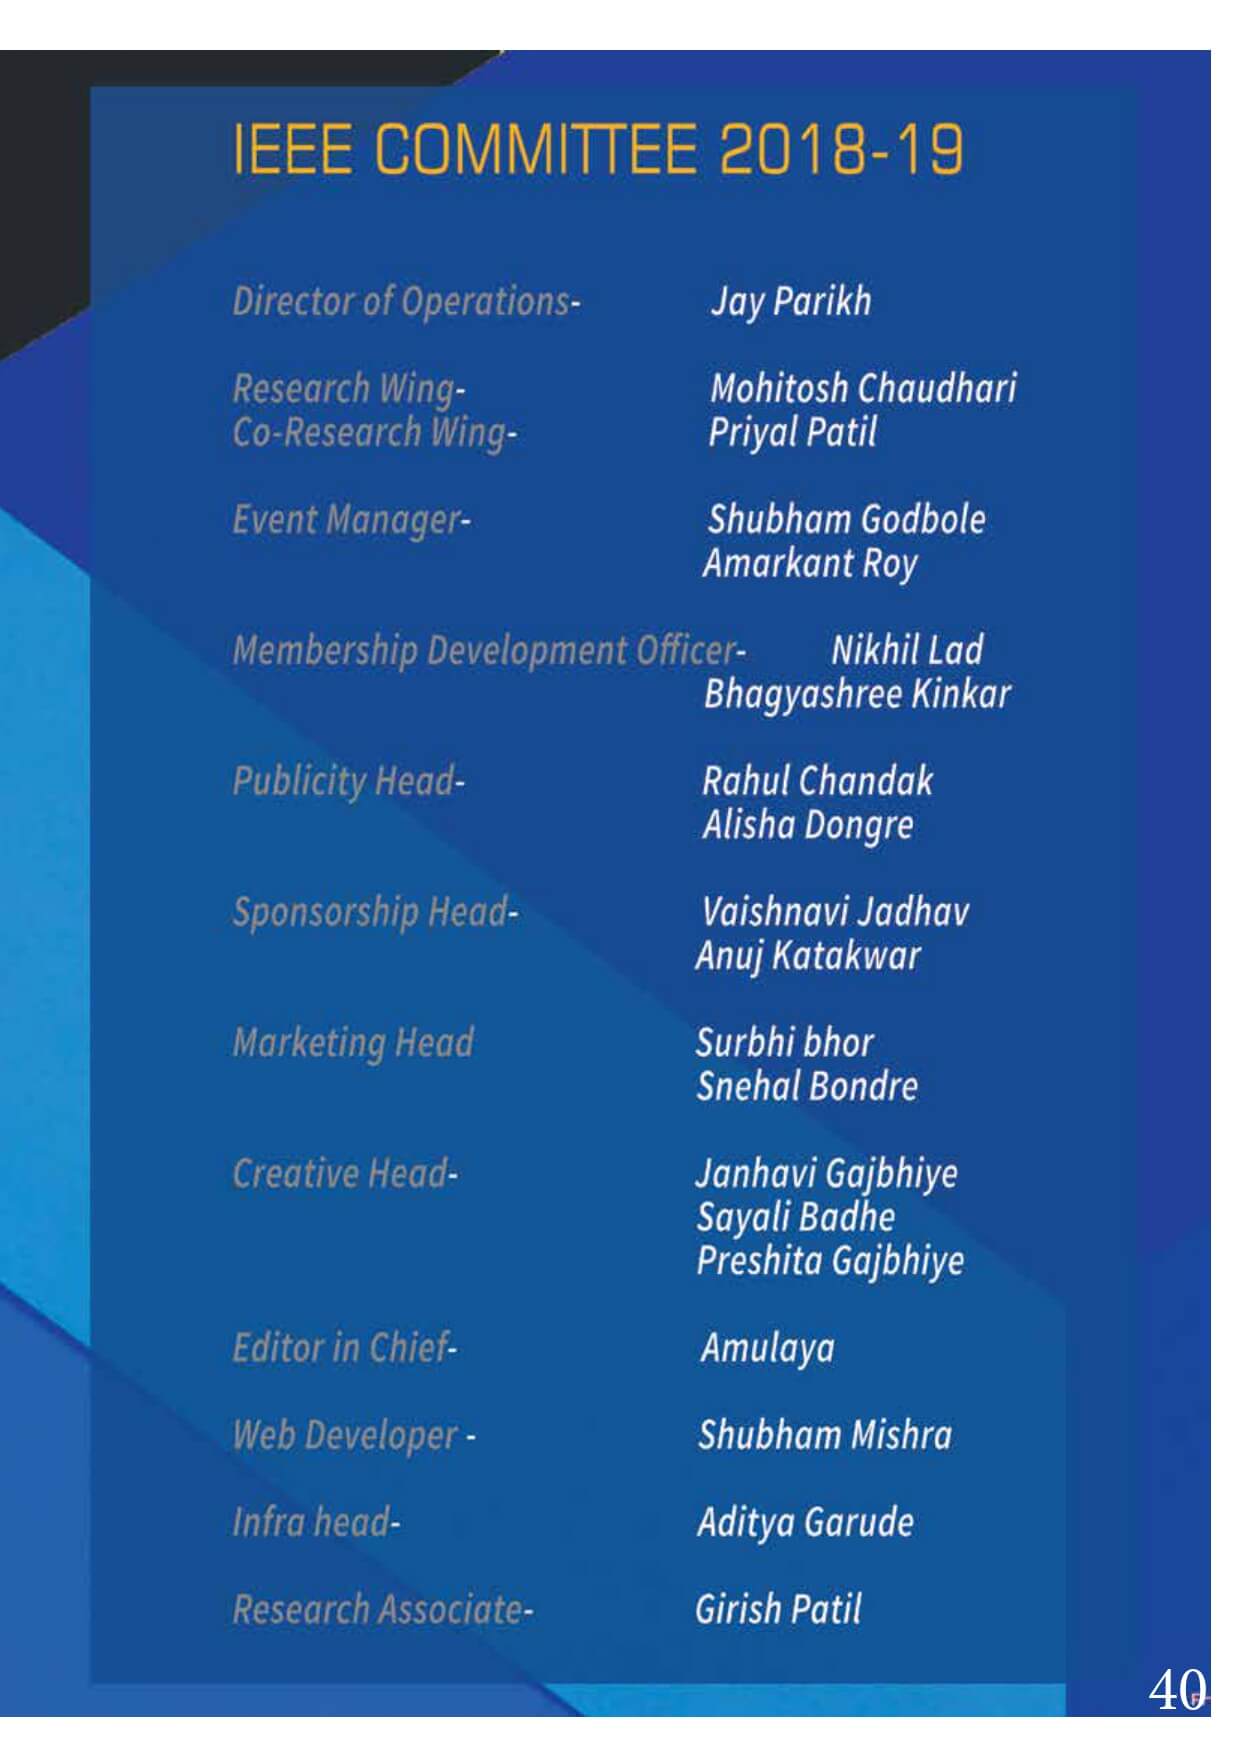 IEEE COMMITTEE 2018-19
Director of Operations- Jay Parikh
Research Wing- Mohitosh Chaudhari
Co-Research Wing- Priyal Patil
Event Manager- Shubham Godbole
Amarkant Roy
Membership Development Officer- Nikhil Lad
Bhagyashree Kinkar
Publicity Head- Rahul Chandak
Alisha Dongre
Sponsorship Head- Vaishnavi Jadhav
Anuj Katakwar
Marketing Head Surbhi bhor
Snehal Bondre
Creative Head- Janhavi Gajbhiye
Sayali Badhe
Preshita Gajbhiye
Editor in Chief- Amulaya
Web Developer - Shubham Mishra
Infra head- Aditya Garude
Research Associate- Girish Patil
40